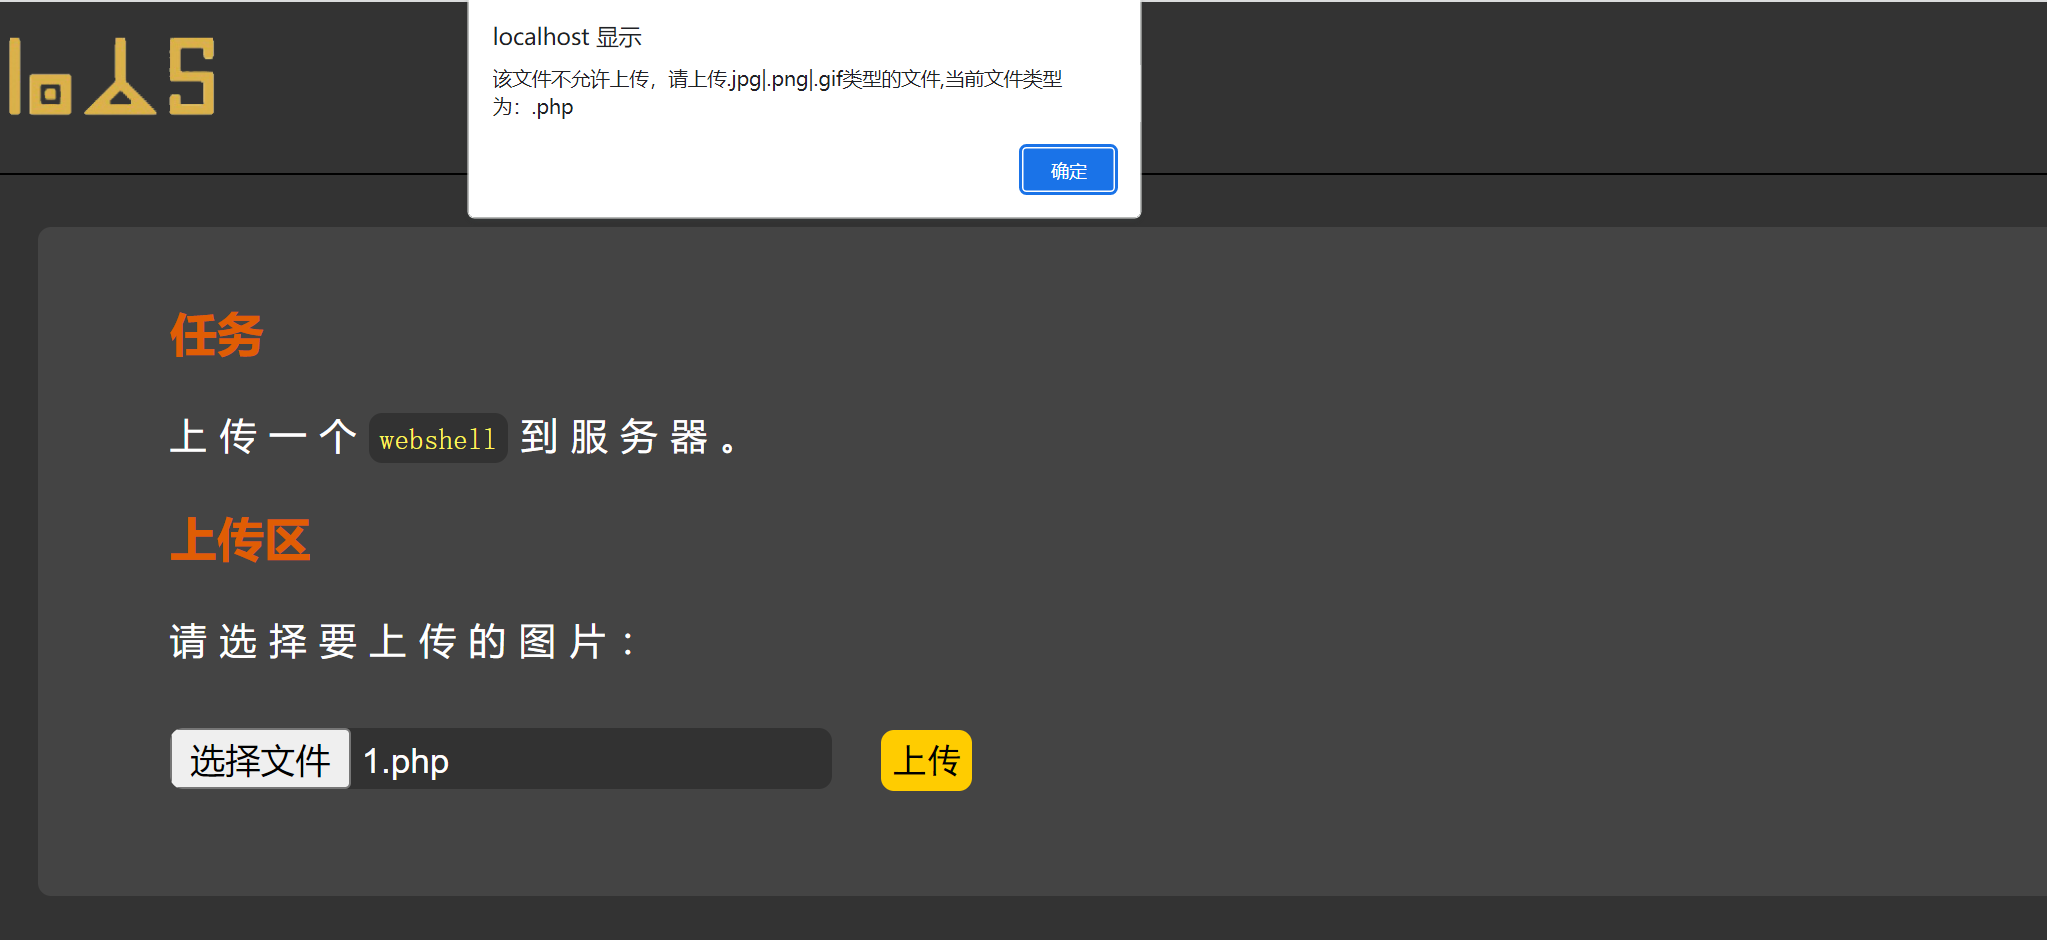 localhost 显示
该文件不允许上传，请上传.jpg|.png|.gif类型的文件,当前文件类型
为：.php
确定
任务
上传一个 webshell 到服务器。
上传区
请选择要上传的图片：
选择文件 1.php 上传